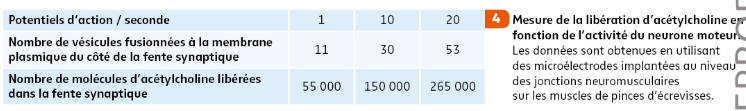 Potentiels d'action / seconde 1 10 20
Nombre de vésicules fusionnées à la membrane
plasmique du côté de la fente synaptique 11 30 53
Nombre de molécules d'acétylcholine libérées
dans la fente synaptique 55 000 150 000 265 000
4 Mesure de la libération d'acétylcholine en
fonction de l'activité du neurone moteur.
Les données sont obtenues en utilisant
des microélectrodes implantées au niveau
des jonctions neuromusculaires
sur les muscles de pinces d'écrevisses.